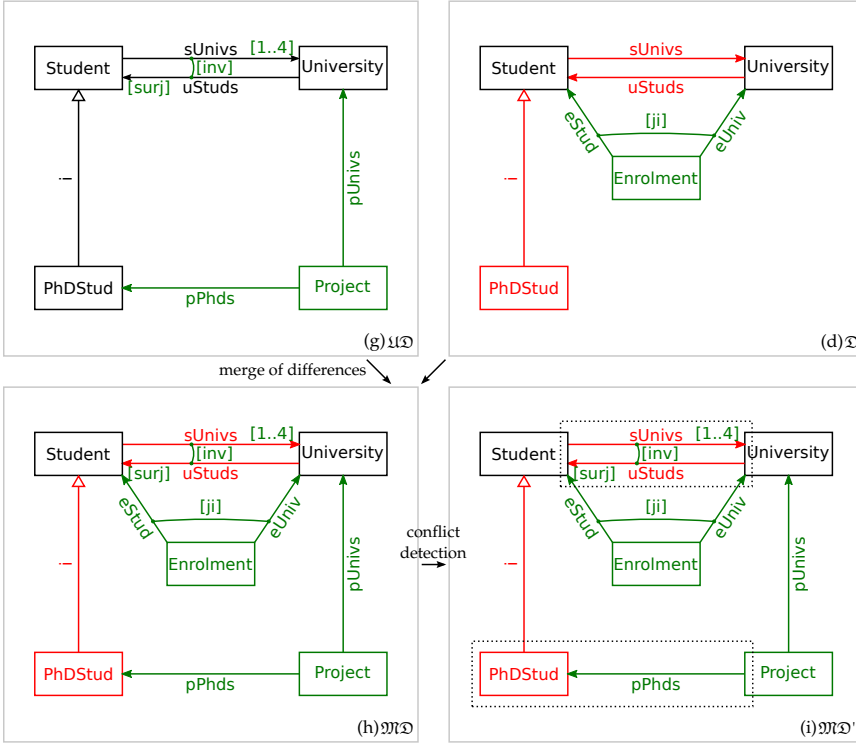 sUnivs [1..4]
Student [inv] University
[surj] uStuds
i
pUnivs
PhDStud pPhds Project
(g) 𝔘𝔇
sUnivs
Student University
uStuds
[ji]
eStud eUniv
Enrolment
i
PhDStud
(d) 𝔇
merge of differences
sUnivs [1..4]
Student [inv] University
[surj] uStuds
[ji]
eStud eUniv
Enrolment
i
pUnivs
PhDStud pPhds Project
(h) 𝔐𝔇
conflict
detection
sUnivs [1..4]
Student [inv] University
[surj] uStuds
[ji]
eStud eUniv
Enrolment
i
pUnivs
PhDStud pPhds Project
(i) 𝔐𝔇'